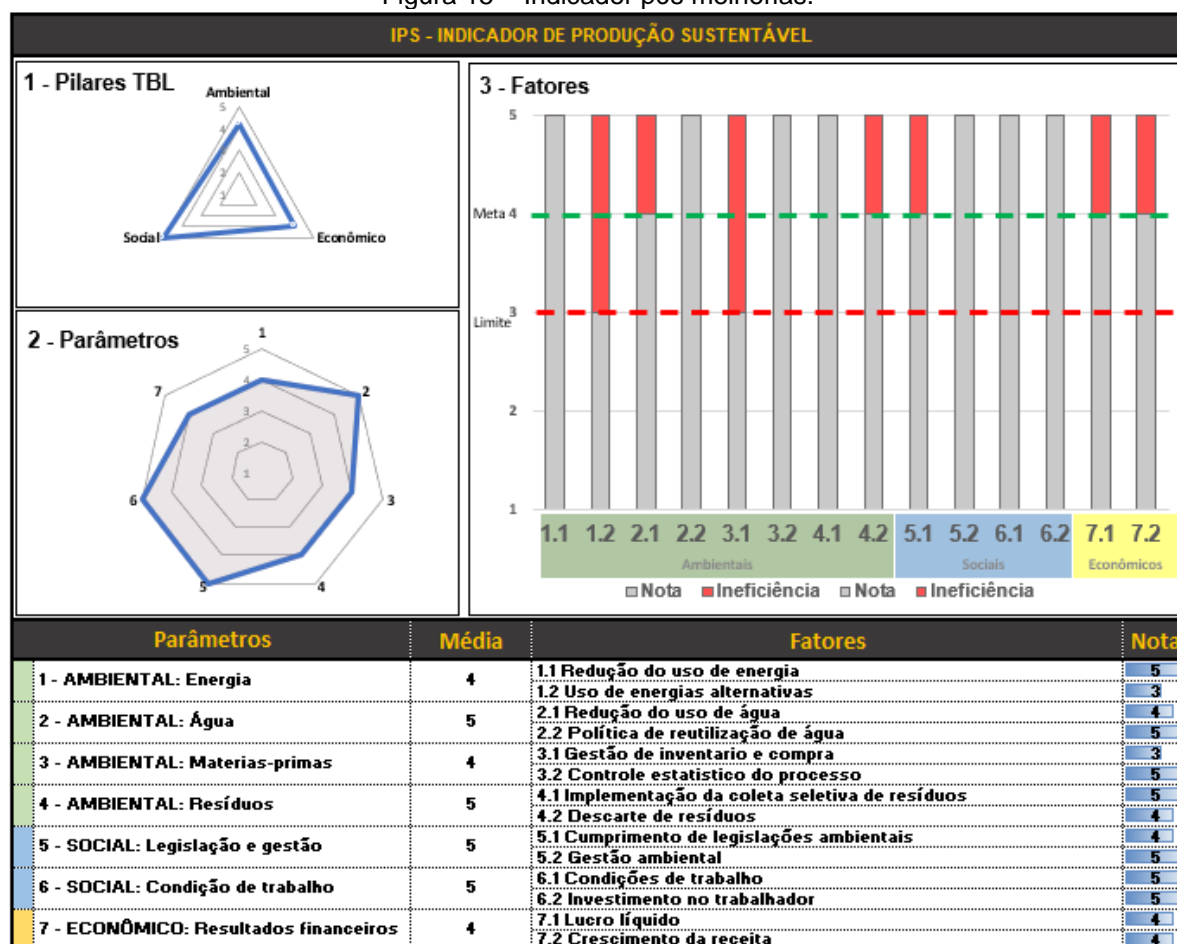 Figura 18 – Indicador pós melhorias.
IPS - INDICADOR DE PRODUÇÃO SUSTENTÁVEL
1 - Pilares TBL
Ambiental
5
4
3
2
1
Social
Econômico
2 - Parâmetros
1
5
4
3
2
1
2
3
4
5
6
7
3 - Fatores
5
Meta 4
Limite 3
2
1
1.1 1.2 2.1 2.2 3.1 3.2 4.1 4.2 5.1 5.2 6.1 6.2 7.1 7.2
Ambientais Sociais Econômicos
Nota Ineficiência Nota Ineficiência
Parâmetros Média Fatores Nota
1 - AMBIENTAL: Energia 4
1.1 Redução do uso de energia 5
1.2 Uso de energias alternativas 3
2 - AMBIENTAL: Água 5
2.1 Redução do uso de água 4
2.2 Política de reutilização de água 5
3 - AMBIENTAL: Materias-primas 4
3.1 Gestão de inventario e compra 3
3.2 Controle estatistico do processo 5
4 - AMBIENTAL: Resíduos 5
4.1 Implementação da coleta seletiva de resíduos 5
4.2 Descarte de resíduos 4
5 - SOCIAL: Legislação e gestão 5
5.1 Cumprimento de legislações ambientais 4
5.2 Gestão ambiental 5
6 - SOCIAL: Condição de trabalho 5
6.1 Condições de trabalho 5
6.2 Investimento no trabalhador 5
7 - ECONÔMICO: Resultados financeiros 4
7.1 Lucro líquido 4
7.2 Crescimento da receita 4